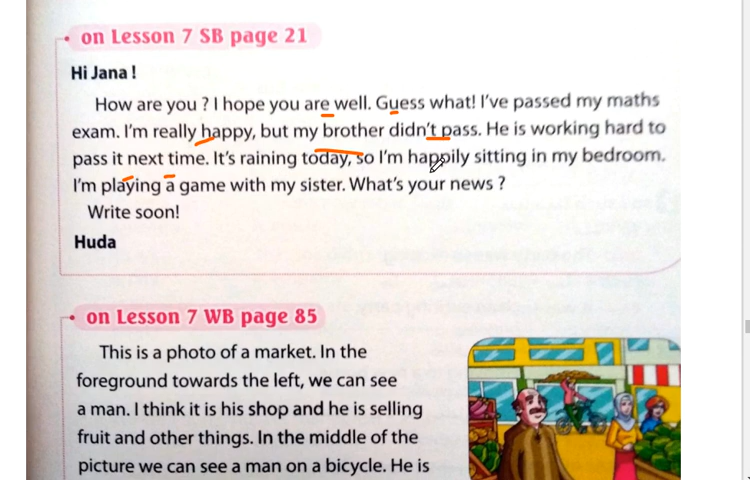 on Lesson 7 SB page 21
Hi Jana !
How are you ? I hope you are well. Guess what! I've passed my maths
exam. I'm really happy, but my brother didn't pass. He is working hard to
pass it next time. It's raining today, so I'm happily sitting in my bedroom.
I'm playing a game with my sister. What's your news ?
Write soon!
Huda
on Lesson 7 WB page 85
This is a photo of a market. In the
foreground towards the left, we can see
a man. I think it is his shop and he is selling
fruit and other things. In the middle of the
picture we can see a man on a bicycle. He is